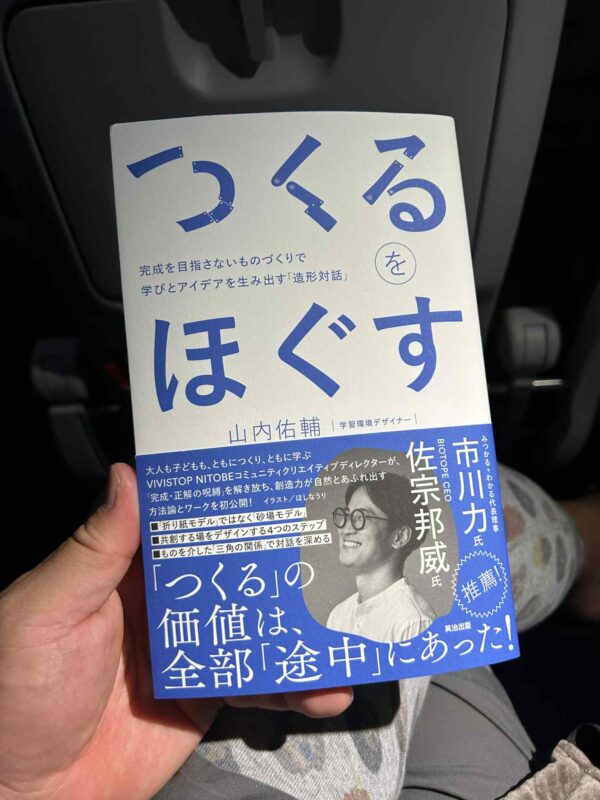 つくる
を
ほぐす
完成を目指さないものづくりで
学びとアイデアを生み出す「造形対話」
山内佑輔
学習環境デザイナー
大人も子どもも、ともにつくり、ともに学ぶ
VIVISTOP NITOBEコミュニティクリエイティブディレクターが、
「完成・正解の呪縛」を解き放ち、創造力が自然とあふれ出す
方法論とワークを初公開！
イラスト／ほしなうり
■「折り紙モデル」ではなく「砂場モデル」
■共創する場をデザインする4つのステップ
■ものを介した「三角の関係」で対話を深める
みつかる+わかる代表理事
市川力氏
BIOTOPE CEO
佐宗邦威氏
推薦！
「つくる」の
価値は、
全部「途中」にあった！
英治出版